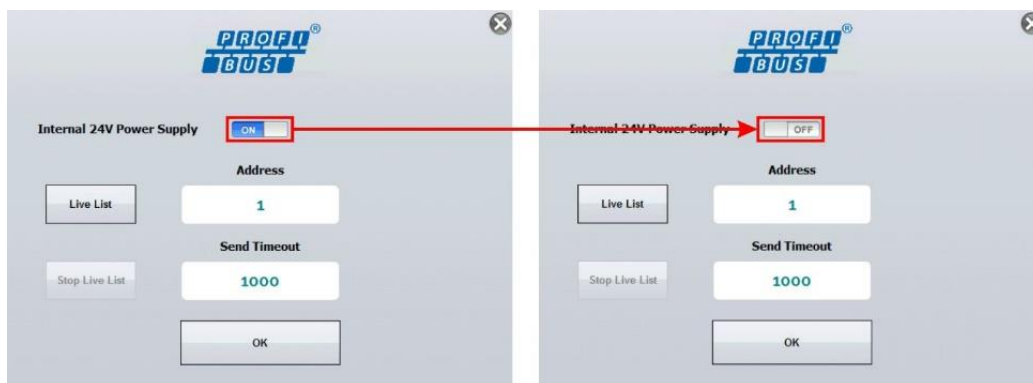 PROFI®
BUS
Internal 24V Power Supply ON
Address
Live List 1
Send Timeout
Stop Live List 1000
OK
PROFI®
BUS
Internal 24V Power Supply OFF
Address
Live List 1
Send Timeout
Stop Live List 1000
OK